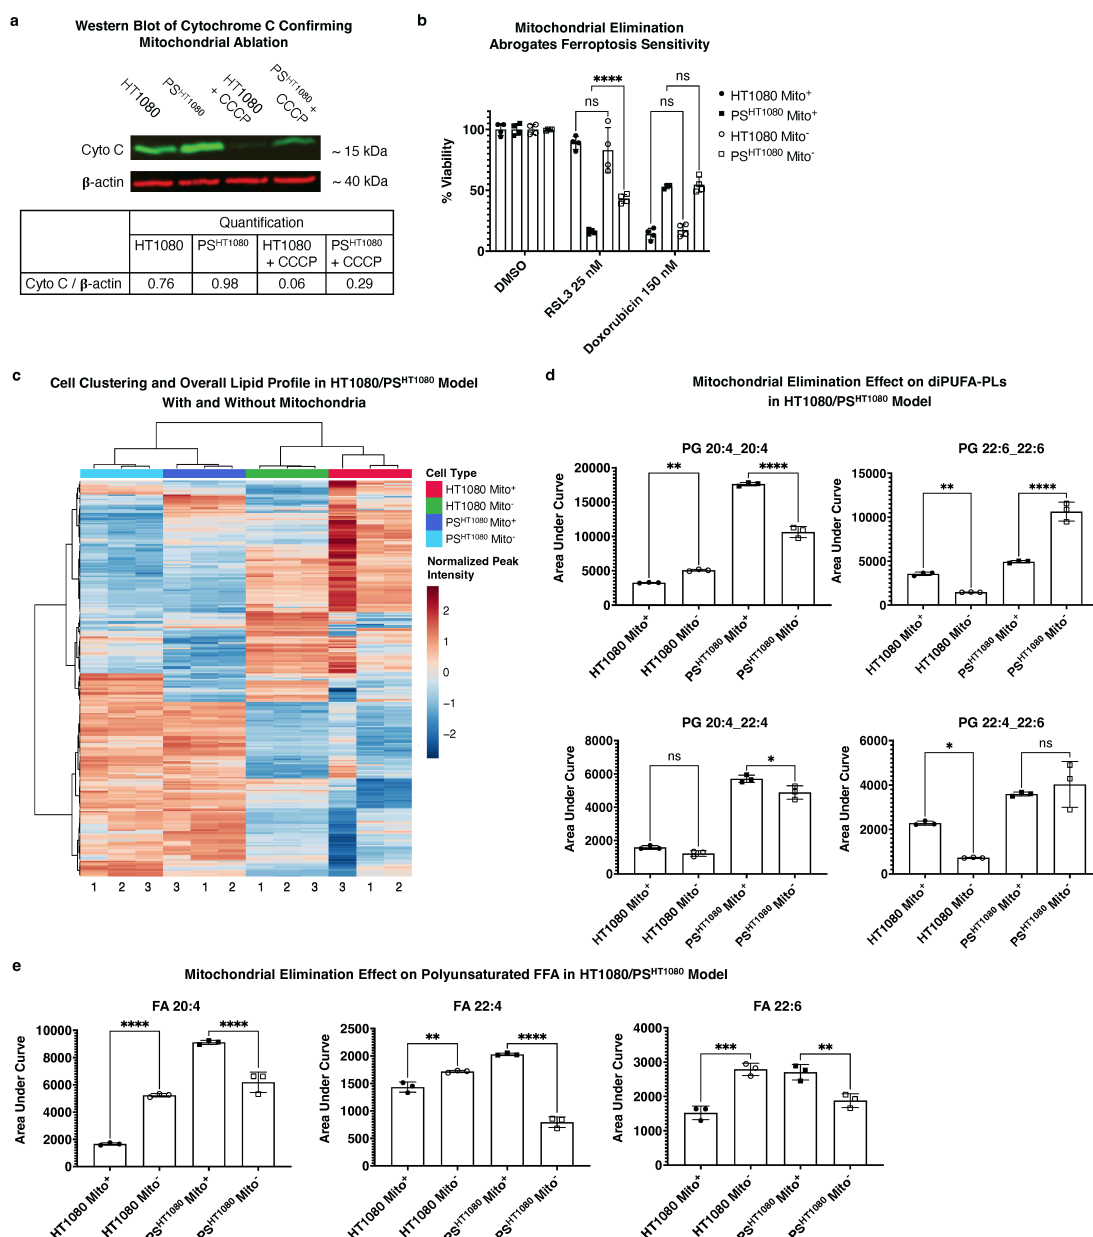 a
Western Blot of Cytochrome C Confirming
Mitochondrial Ablation
HT1080
PSHT1080
HT1080
+ CCCP
PSHT1080 +
CCCP
Cyto C
~ 15 kDa
β-actin
~ 40 kDa
Quantification
HT1080 PSHT1080 HT1080 + CCCP PSHT1080 + CCCP
Cyto C / β-actin 0.76 0.98 0.06 0.29
b
Mitochondrial Elimination
Abrogates Ferroptosis Sensitivity
% Viability
100
50
0
ns
****
ns
ns
DMSO
RSL3 25 nM
Doxorubicin 150 nM
HT1080 Mito+
PSHT1080 Mito+
HT1080 Mito-
PSHT1080 Mito-
c
Cell Clustering and Overall Lipid Profile in HT1080/PSHT1080 Model
With and Without Mitochondria
Cell Type
HT1080 Mito+
HT1080 Mito-
PSHT1080 Mito+
PSHT1080 Mito-
Normalized Peak
Intensity
2
1
0
−1
−2
1 2 3 3 1 2 1 2 3 3 1 2
d
Mitochondrial Elimination Effect on diPUFA-PLs
in HT1080/PSHT1080 Model
PG 20:4_20:4
Area Under Curve
20000
15000
10000
5000
0
**
****
HT1080 Mito+
HT1080 Mito-
PSHT1080 Mito+
PSHT1080 Mito-
PG 22:6_22:6
Area Under Curve
15000
10000
5000
0
**
****
HT1080 Mito+
HT1080 Mito-
PSHT1080 Mito+
PSHT1080 Mito-
PG 20:4_22:4
Area Under Curve
8000
6000
4000
2000
0
ns
*
HT1080 Mito+
HT1080 Mito-
PSHT1080 Mito+
PSHT1080 Mito-
PG 22:4_22:6
Area Under Curve
6000
4000
2000
0
*
ns
HT1080 Mito+
HT1080 Mito-
PSHT1080 Mito+
PSHT1080 Mito-
e
Mitochondrial Elimination Effect on Polyunsaturated FFA in HT1080/PSHT1080 Model
FA 20:4
Area Under Curve
10000
8000
6000
4000
2000
0
****
****
HT1080 Mito+
HT1080 Mito-
PSHT1080 Mito+
PSHT1080 Mito-
FA 22:4
Area Under Curve
2500
2000
1500
1000
500
0
**
****
HT1080 Mito+
HT1080 Mito-
PSHT1080 Mito+
PSHT1080 Mito-
FA 22:6
Area Under Curve
4000
3000
2000
1000
0
***
**
HT1080 Mito+
HT1080 Mito-
PSHT1080 Mito+
PSHT1080 Mito-